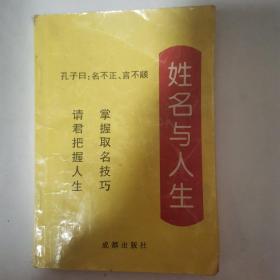 孔子曰：名不正、言不顺
姓名与人生
掌握取名技巧
请君把握人生
成都出版社